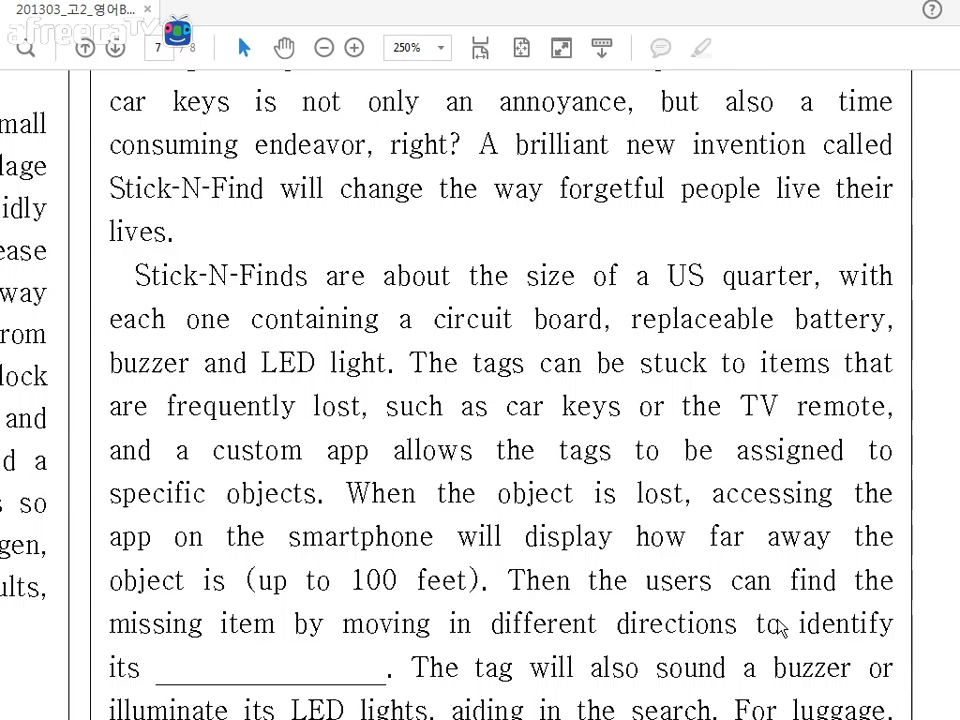 201303_고2_영어B...
afreecaTV
7 / 8
250%
mall
lage
idly
ease
way
rom
lock
and
d a
s so
gen,
ults,
car keys is not only an annoyance, but also a time
consuming endeavor, right? A brilliant new invention called
Stick-N-Find will change the way forgetful people live their
lives.
Stick-N-Finds are about the size of a US quarter, with
each one containing a circuit board, replaceable battery,
buzzer and LED light. The tags can be stuck to items that
are frequently lost, such as car keys or the TV remote,
and a custom app allows the tags to be assigned to
specific objects. When the object is lost, accessing the
app on the smartphone will display how far away the
object is (up to 100 feet). Then the users can find the
missing item by moving in different directions to identify
its ________________. The tag will also sound a buzzer or
illuminate its LED lights, aiding in the search. For luggage,